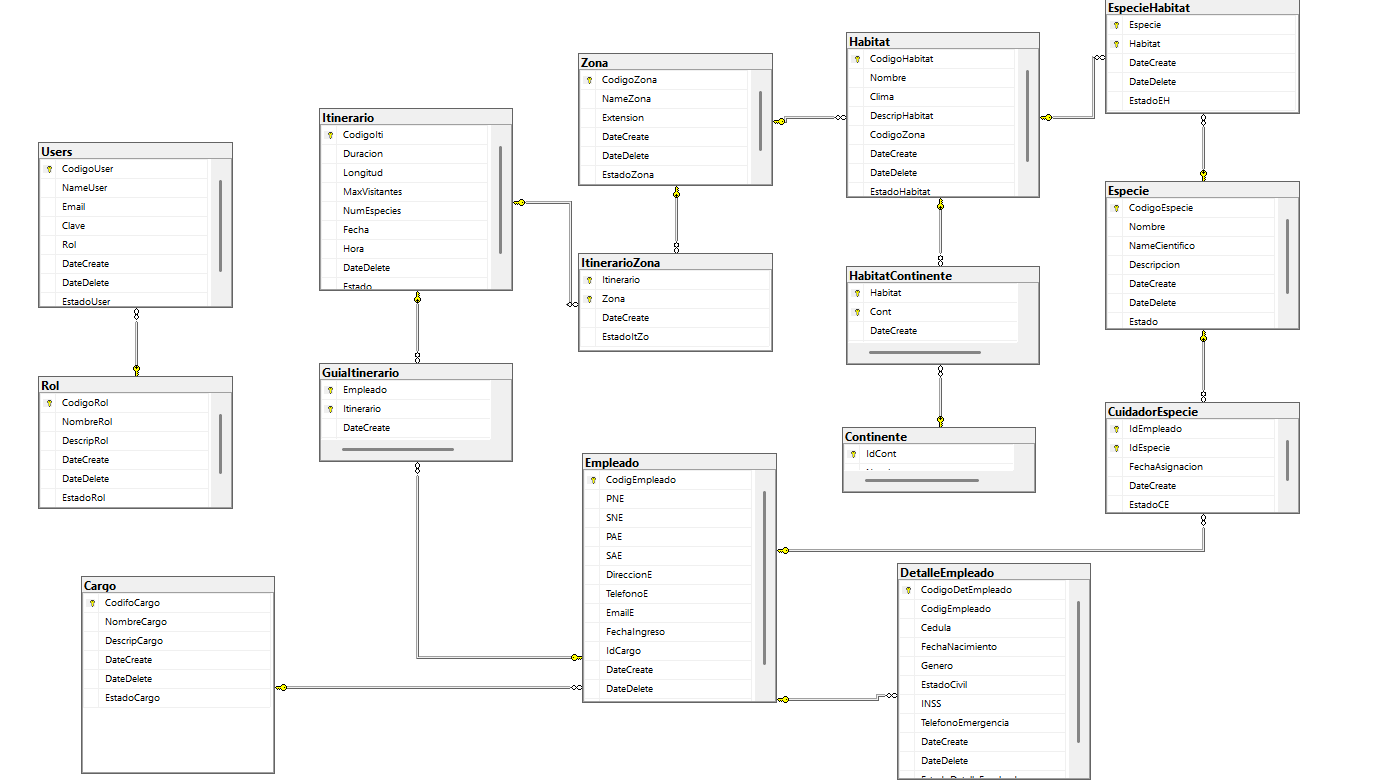 Users
CodigoUser
NameUser
Email
Clave
Rol
DateCreate
DateDelete
EstadoUser
Rol
CodigoRol
NombreRol
DescripRol
DateCreate
DateDelete
EstadoRol
Cargo
CodifoCargo
NombreCargo
DescripCargo
DateCreate
DateDelete
EstadoCargo
Itinerario
CodigoIti
Duracion
Longitud
MaxVisitantes
NumEspecies
Fecha
Hora
DateDelete
Estado
GuiaItinerario
Empleado
Itinerario
DateCreate
Zona
CodigoZona
NameZona
Extension
DateCreate
DateDelete
EstadoZona
ItinerarioZona
Itinerario
Zona
DateCreate
EstadoItZo
Empleado
CodigEmpleado
PNE
SNE
PAE
SAE
DireccionE
TelefonoE
EmailE
FechaIngreso
IdCargo
DateCreate
DateDelete
Habitat
CodigoHabitat
Nombre
Clima
DescripHabitat
CodigoZona
DateCreate
DateDelete
EstadoHabitat
HabitatContinente
Habitat
Cont
DateCreate
Continente
IdCont
DetalleEmpleado
CodigoDetEmpleado
CodigEmpleado
Cedula
FechaNacimiento
Genero
EstadoCivil
INSS
TelefonoEmergencia
DateCreate
DateDelete
EspecieHabitat
Especie
Habitat
DateCreate
DateDelete
EstadoEH
Especie
CodigoEspecie
Nombre
NameCientifico
Descripcion
DateCreate
DateDelete
Estado
CuidadorEspecie
IdEmpleado
IdEspecie
FechaAsignacion
DateCreate
EstadoCE